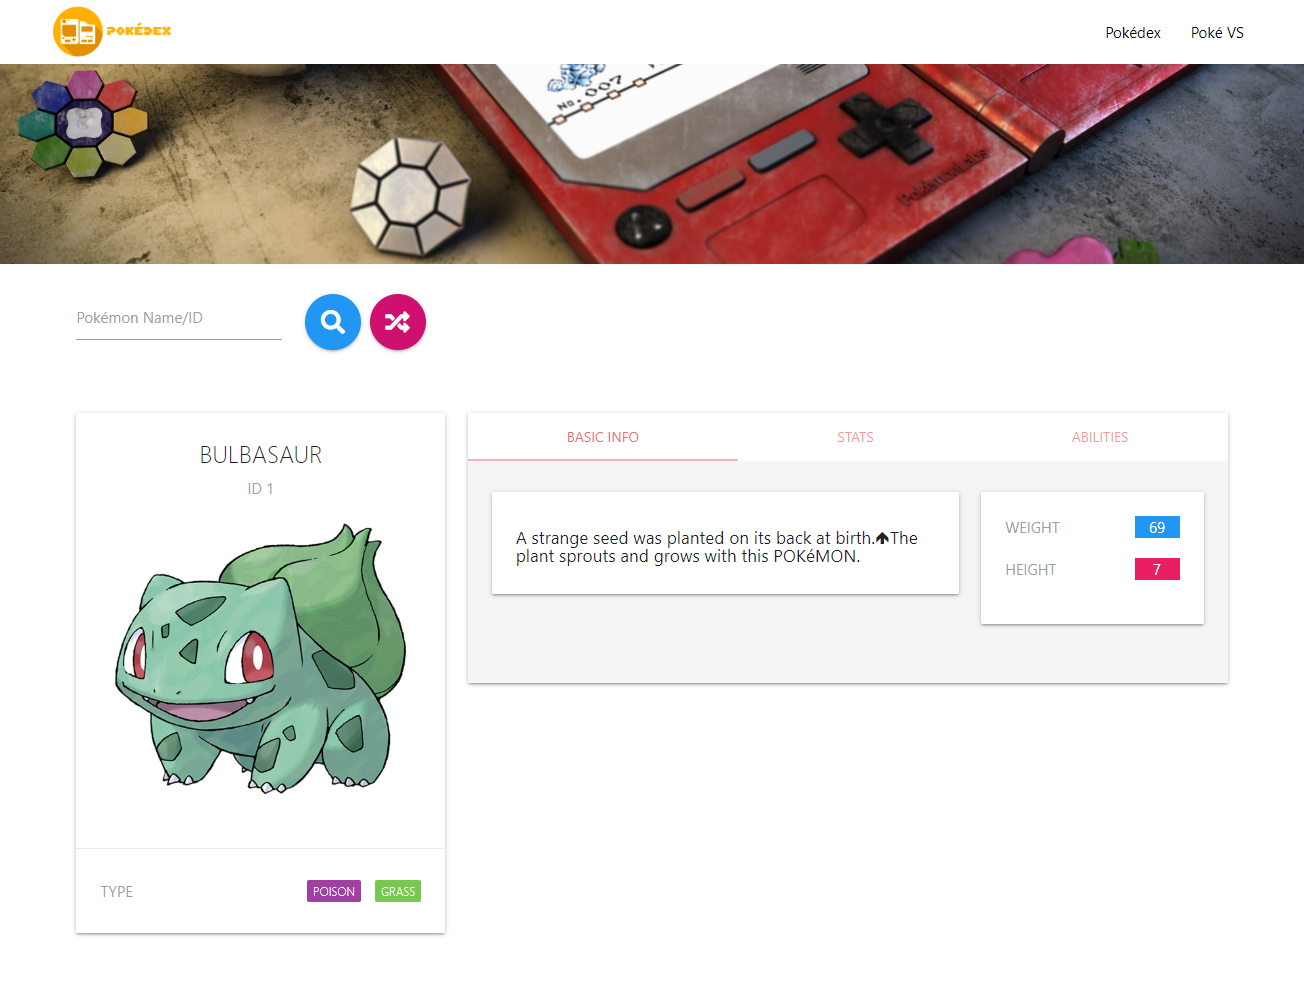 POKÉDEX
Pokédex
Poké VS
No. 007
Pokémon Name/ID
BULBASAUR
ID 1
TYPE
POISON
GRASS
BASIC INFO
STATS
ABILITIES
A strange seed was planted on its back at birth.🡅The
plant sprouts and grows with this POKéMON.
WEIGHT
69
HEIGHT
7